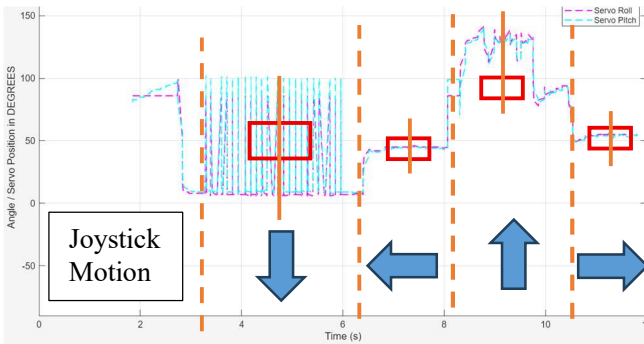 Servo Roll
Servo Pitch
150
100
50
0
-50
Angle / Servo Position in DEGREES
Joystick
Motion
0
2
4
6
8
10
Time (s)